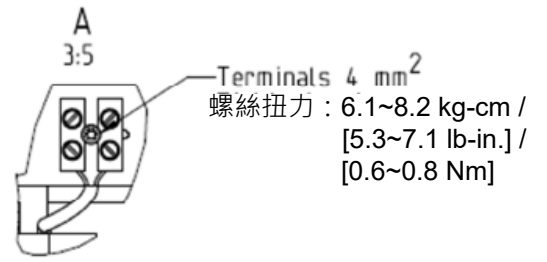 A
3:5
Terminals 4 mm²
螺絲扭力：6.1~8.2 kg-cm /
[5.3~7.1 lb-in.] /
[0.6~0.8 Nm]